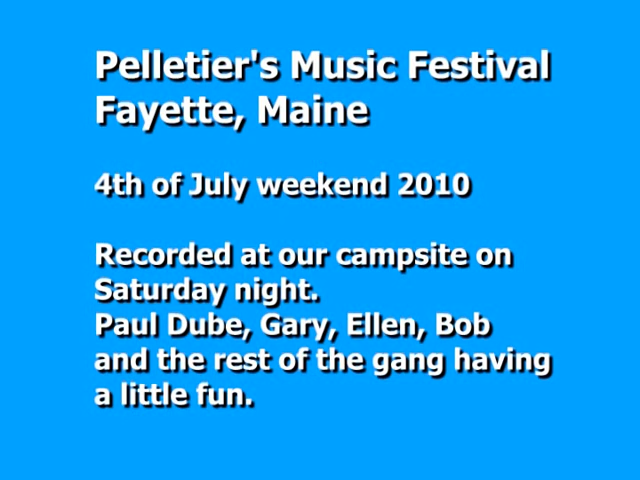 Pelletier's Music Festival
Fayette, Maine
4th of July weekend 2010
Recorded at our campsite on
Saturday night.
Paul Dube, Gary, Ellen, Bob
and the rest of the gang having
a little fun.